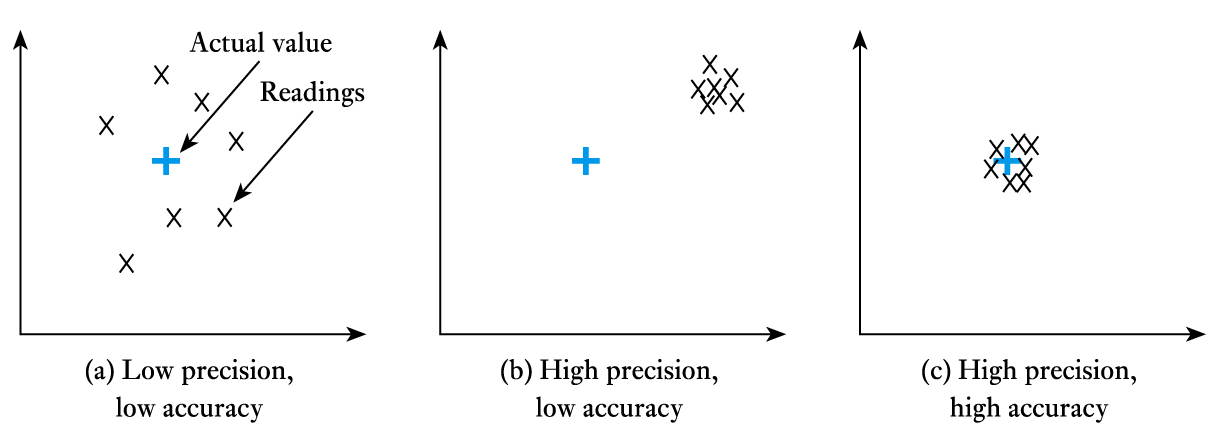 Actual value
Readings
(a) Low precision,
low accuracy
(b) High precision,
low accuracy
(c) High precision,
high accuracy